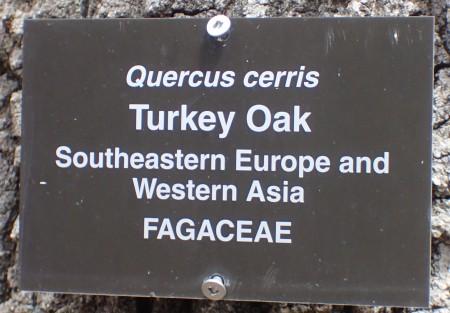 Quercus cerris
Turkey Oak
Southeastern Europe and
Western Asia
FAGACEAE